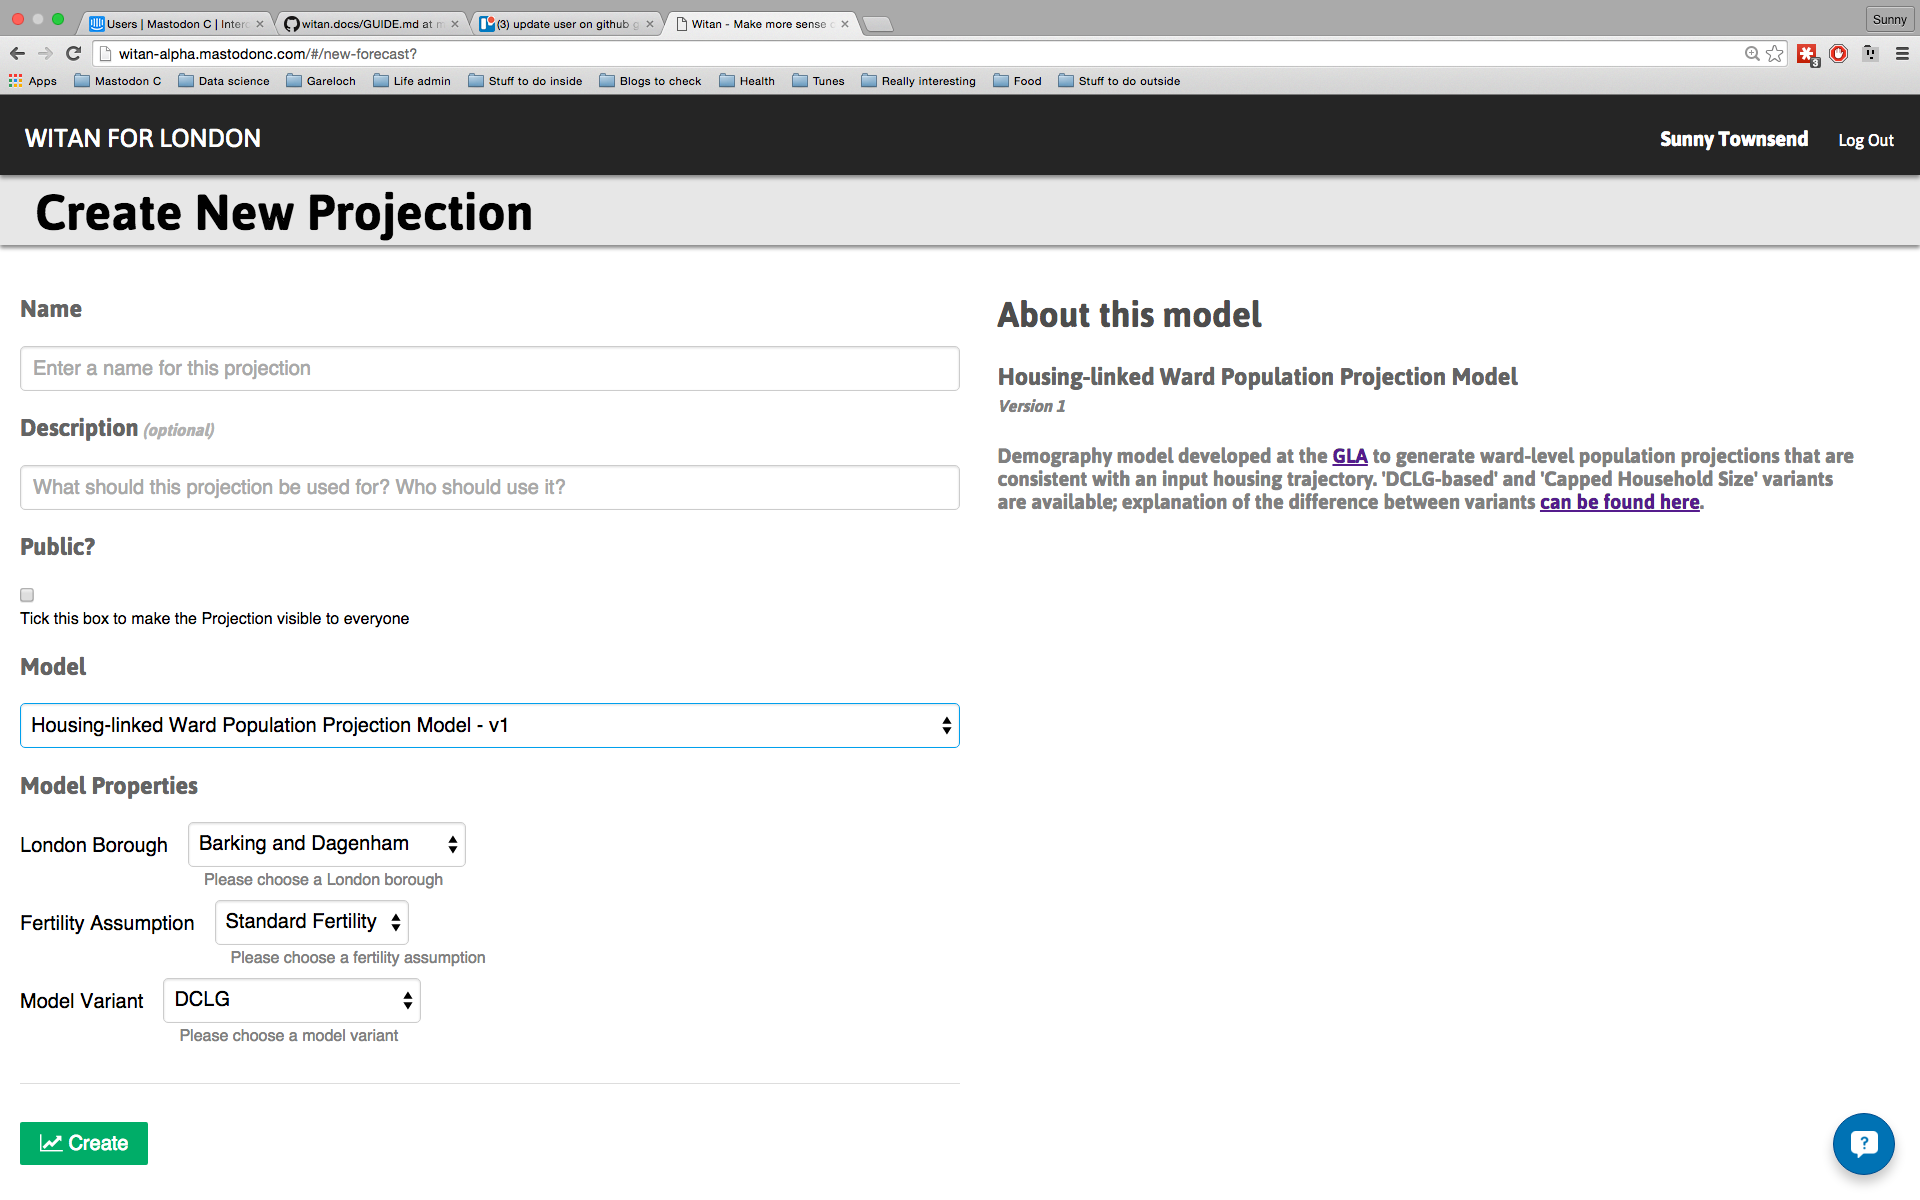 Users | Mastodon C | Inter
witan.docs/GUIDE.md at m
(3) update user on github g
Witan - Make more sense o
Sunny
witan-alpha.mastodonc.com/#/new-forecast?
3
Apps
Mastodon C
Data science
Gareloch
Life admin
Stuff to do inside
Blogs to check
Health
Tunes
Really interesting
Food
Stuff to do outside
WITAN FOR LONDON
Sunny Townsend
Log Out
Create New Projection
Name
Enter a name for this projection
Description (optional)
What should this projection be used for? Who should use it?
Public?
Tick this box to make the Projection visible to everyone
Model
Housing-linked Ward Population Projection Model - v1
Model Properties
London Borough
Barking and Dagenham
Please choose a London borough
Fertility Assumption
Standard Fertility
Please choose a fertility assumption
Model Variant
DCLG
Please choose a model variant
Create
About this model
Housing-linked Ward Population Projection Model
Version 1
Demography model developed at the GLA to generate ward-level population projections that are
consistent with an input housing trajectory. 'DCLG-based' and 'Capped Household Size' variants
are available; explanation of the difference between variants can be found here.
?